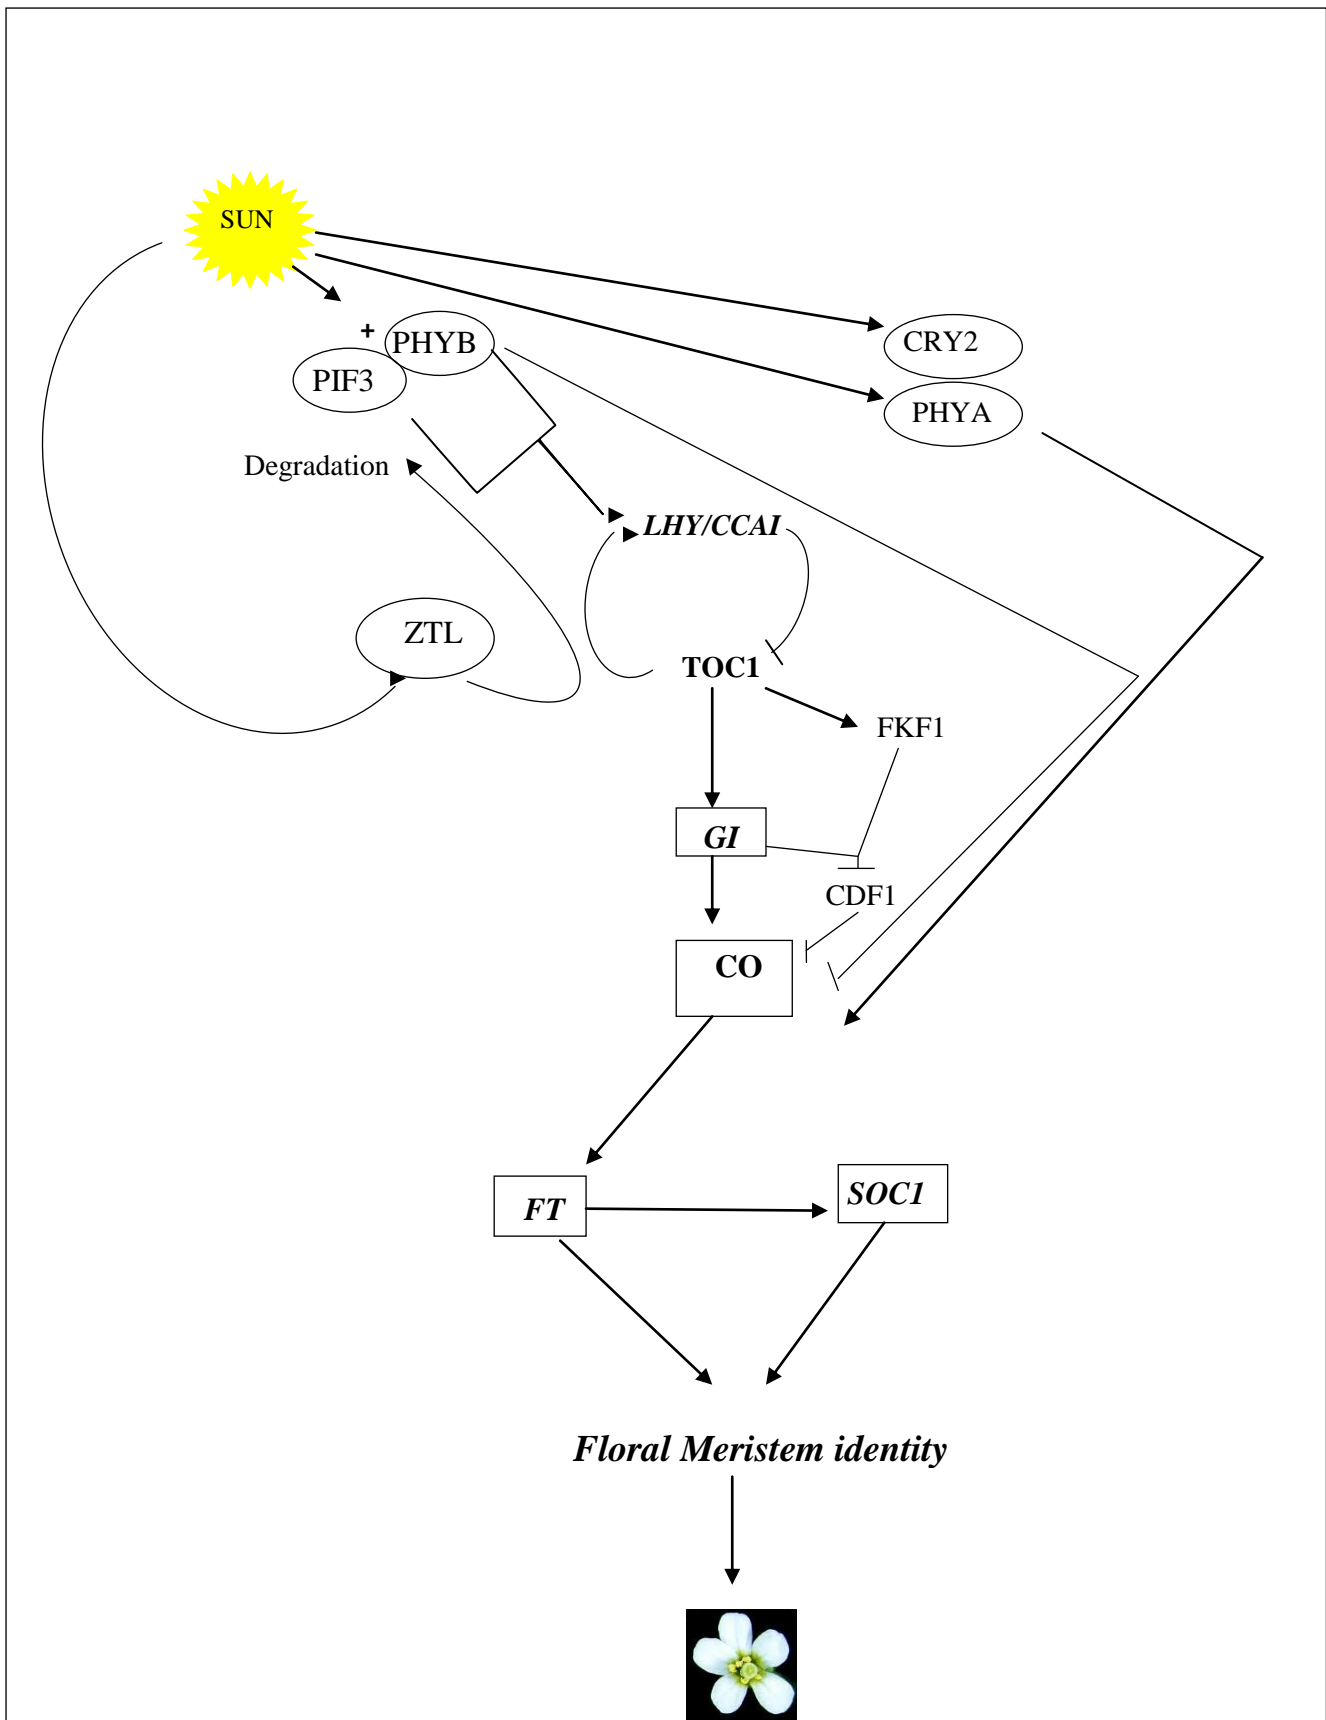 SUN
+
PHYB
PIF3
CRY2
PHYA
Degradation
LHY/CCAI
ZTL
TOC1
FKF1
GI
CDF1
CO
FT
SOC1
Floral Meristem identity